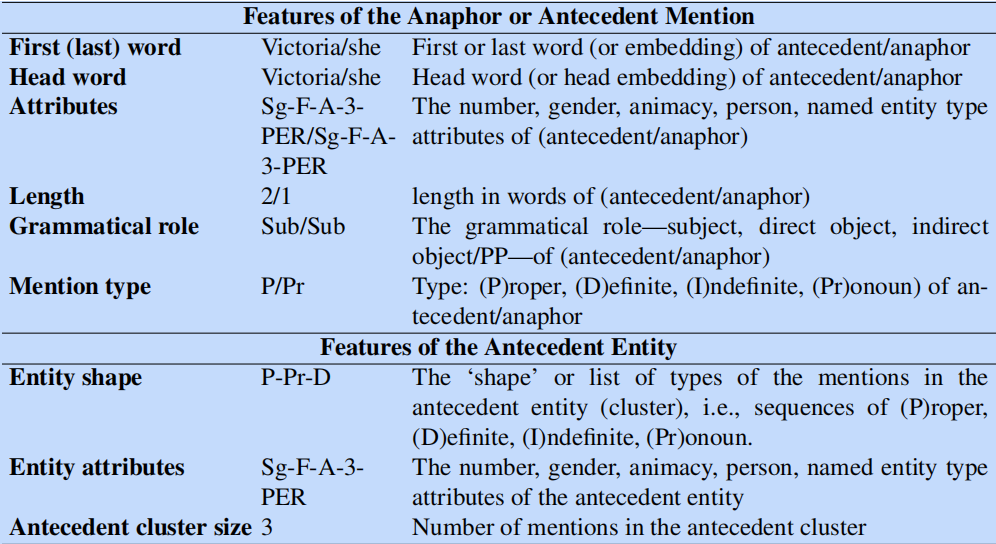 Features of the Anaphor or Antecedent Mention
First (last) word Victoria/she First or last word (or embedding) of antecedent/anaphor
Head word Victoria/she Head word (or head embedding) of antecedent/anaphor
Attributes Sg-F-A-3- The number, gender, animacy, person, named entity type
PER/Sg-F-A- attributes of (antecedent/anaphor)
3-PER
Length 2/1 length in words of (antecedent/anaphor)
Grammatical role Sub/Sub The grammatical role—subject, direct object, indirect
object/PP—of (antecedent/anaphor)
Mention type P/Pr Type: (P)roper, (D)efinite, (I)ndefinite, (Pr)onoun) of an-
tecedent/anaphor
Features of the Antecedent Entity
Entity shape P-Pr-D The ‘shape’ or list of types of the mentions in the
antecedent entity (cluster), i.e., sequences of (P)roper,
(D)efinite, (I)ndefinite, (Pr)onoun.
Entity attributes Sg-F-A-3- The number, gender, animacy, person, named entity type
PER attributes of the antecedent entity
Antecedent cluster size 3 Number of mentions in the antecedent cluster